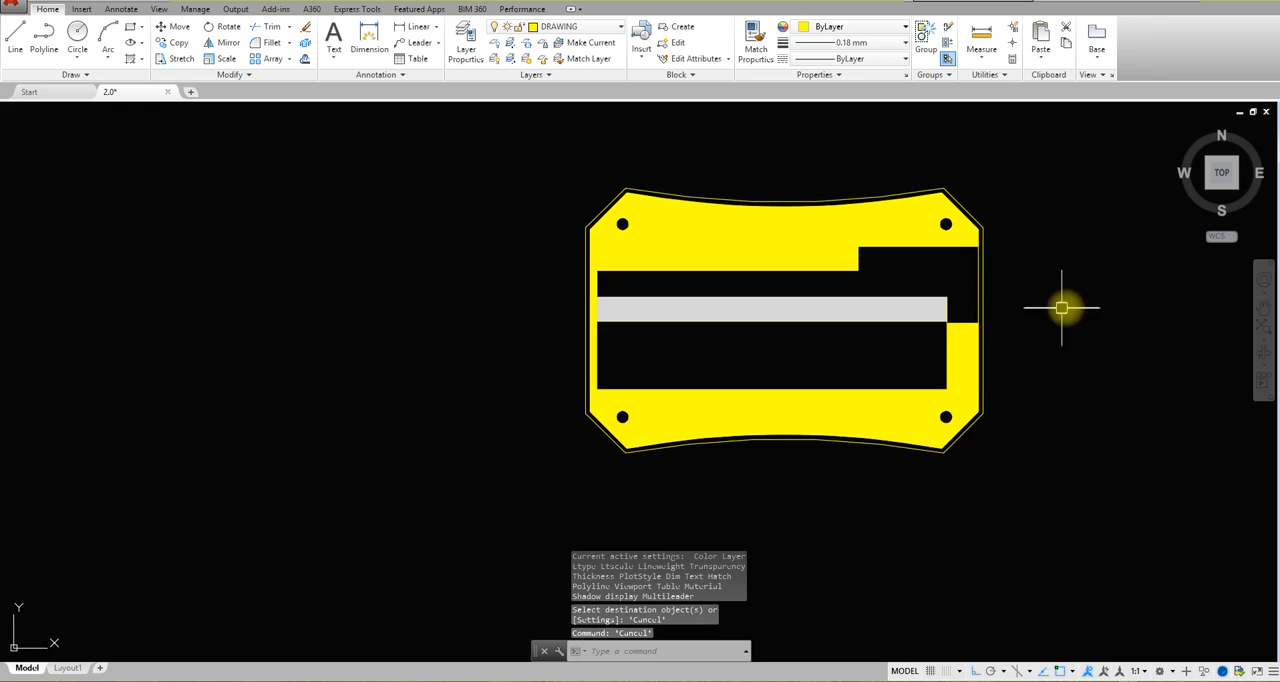 Home Insert Annotate View Manage Output Add-ins A360 Express Tools Featured Apps BIM 360 Performance
Line Polyline Circle Arc
Move Rotate Trim
Copy Mirror Fillet
Stretch Scale Array
Text Dimension
Linear
Leader
Table
Layer Properties
DRAWING
Make Current
Match Layer
Insert
Create
Edit
Edit Attributes
Match Properties
ByLayer
0.18 mm
ByLayer
Group
Measure
Paste
Base
Draw Modify Annotation Layers Block Properties Groups Utilities Clipboard View
Start 2.0*
N
W TOP E
S
WCS
Current active settings: Color Layer
Ltype Ltscale Lineweight Transparency
Thickness PlotStyle Dim Text Hatch
Polyline Viewport Table Material
Shadow display Multileader
Select destination object(s) or
[Settings]: *Cancel*
Command: *Cancel*
Type a command
Y
X
Model Layout1
MODEL 1:1